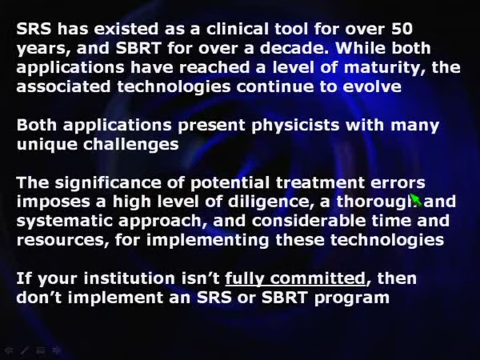 SRS has existed as a clinical tool for over 50
years, and SBRT for over a decade. While both
applications have reached a level of maturity, the
associated technologies continue to evolve
Both applications present physicists with many
unique challenges
The significance of potential treatment errors
imposes a high level of diligence, a thorough and
systematic approach, and considerable time and
resources, for implementing these technologies
If your institution isn't fully committed, then
don't implement an SRS or SBRT program